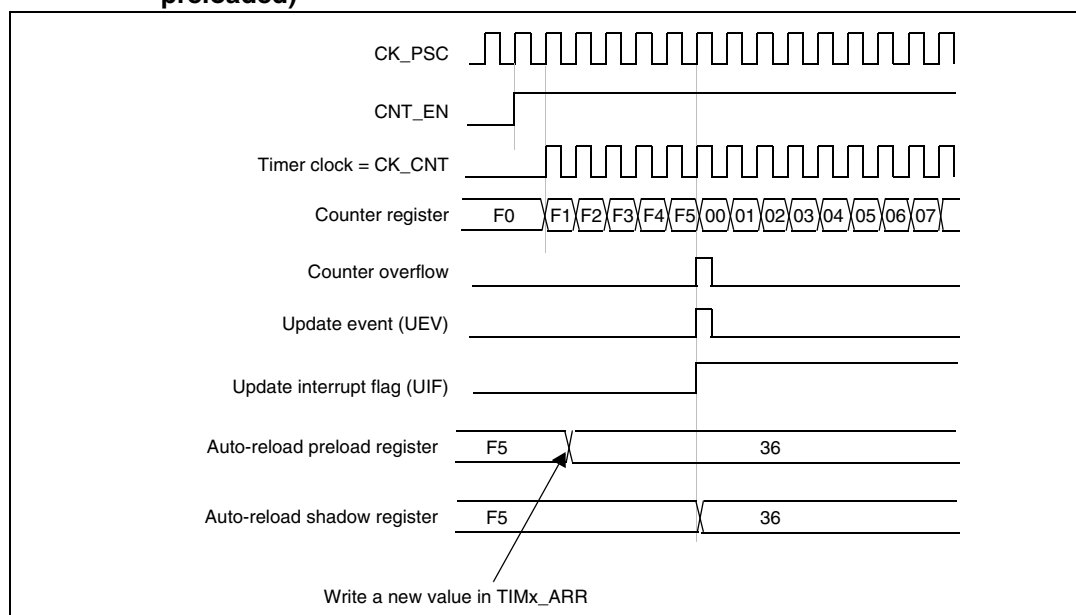 preloaded)
CK_PSC
CNT_EN
Timer clock = CK_CNT
Counter register F0 F1 F2 F3 F4 F5 00 01 02 03 04 05 06 07
Counter overflow
Update event (UEV)
Update interrupt flag (UIF)
Auto-reload preload register F5 36
Auto-reload shadow register F5 36
Write a new value in TIMx_ARR